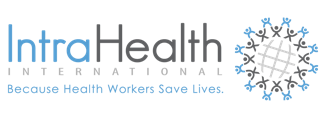 IntraHealth
INTERNATIONAL
Because Health Workers Save Lives.